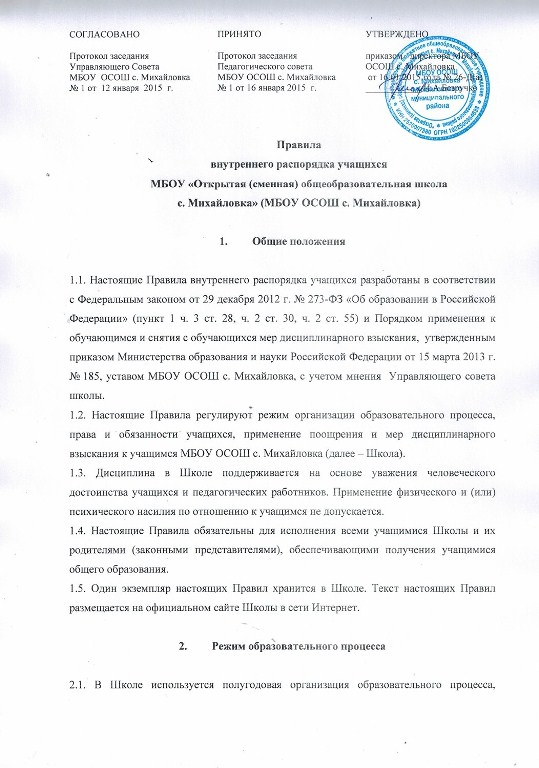 СОГЛАСОВАНО
Протокол заседания
Управляющего Совета
МБОУ ОСОШ с. Михайловка
№ 1 от 12 января 2015 г.
ПРИНЯТО
Протокол заседания
Педагогического совета
МБОУ ОСОШ с. Михайловка
№ 1 от 16 января 2015 г.
УТВЕРЖДЕНО
приказом директора МБОУ
ОСОШ с. Михайловка
МБОУ ОСОШ
с. Михайловка
муниципального
района
Правила
внутреннего распорядка учащихся
МБОУ «Открытая (сменная) общеобразовательная школа
с. Михайловка» (МБОУ ОСОШ с. Михайловка)
1. Общие положения
1.1. Настоящие Правила внутреннего распорядка учащихся разработаны в соответствии
с Федеральным законом от 29 декабря 2012 г. № 273-ФЗ «Об образовании в Российской
Федерации» (пункт 1 ч. 3 ст. 28, ч. 2 ст. 30, ч. 2 ст. 55) и Порядком применения к
обучающимся и снятия с обучающихся мер дисциплинарного взыскания, утвержденным
приказом Министерства образования и науки Российской Федерации от 15 марта 2013 г.
№ 185, уставом МБОУ ОСОШ с. Михайловка, с учетом мнения Управляющего совета
школы.
1.2. Настоящие Правила регулируют режим организации образовательного процесса,
права и обязанности учащихся, применение поощрения и мер дисциплинарного
взыскания к учащимся МБОУ ОСОШ с. Михайловка (далее – Школа).
1.3. Дисциплина в Школе поддерживается на основе уважения человеческого
достоинства учащихся и педагогических работников. Применение физического и (или)
психического насилия по отношению к учащимся не допускается.
1.4. Настоящие Правила обязательны для исполнения всеми учащимися Школы и их
родителями (законными представителями), обеспечивающими получения учащимися
общего образования.
1.5. Один экземпляр настоящих Правил хранится в Школе. Текст настоящих Правил
размещается на официальном сайте Школы в сети Интернет.
2. Режим образовательного процесса
2.1. В Школе используется полугодовая организация образовательного процесса,